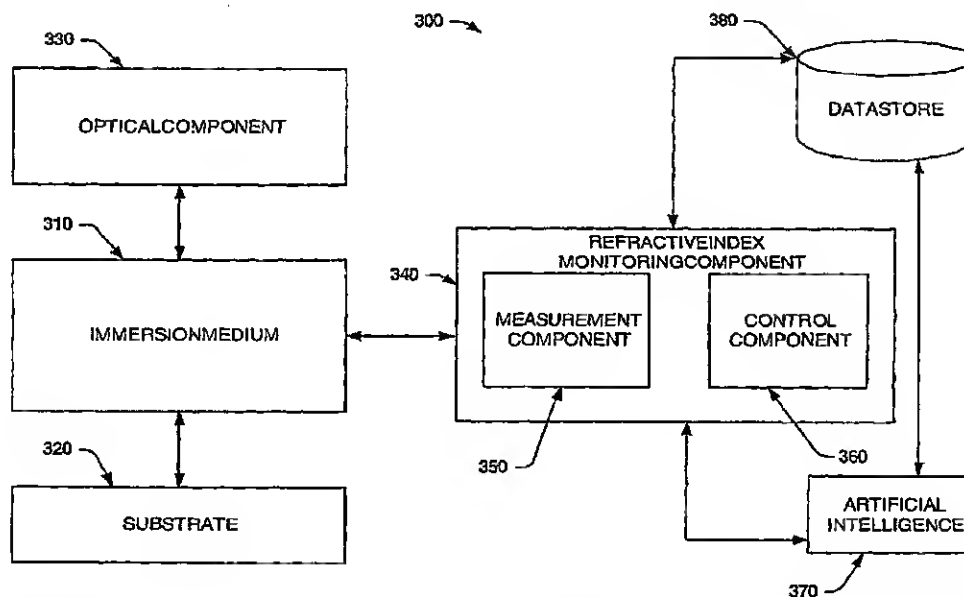 300
330
OPTICALCOMPONENT
380
DATASTORE
310
IMMERSIONMEDIUM
340
REFRACTIVEINDEX
MONITORINGCOMPONENT
MEASUREMENT
COMPONENT
CONTROL
COMPONENT
350
360
320
SUBSTRATE
ARTIFICIAL
INTELLIGENCE
370